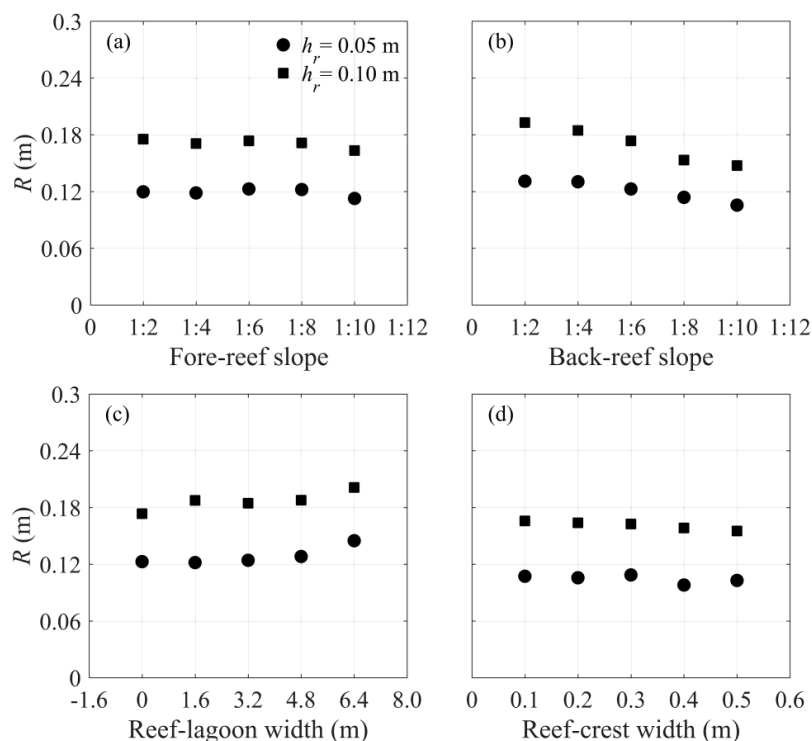 (a)
h_r = 0.05 m
h_r = 0.10 m
R (m)
0.3
0.24
0.18
0.12
0.06
0
0 1:2 1:4 1:6 1:8 1:10 1:12
Fore-reef slope
(b)
0 1:2 1:4 1:6 1:8 1:10 1:12
Back-reef slope
(c)
R (m)
0.3
0.24
0.18
0.12
0.06
0
-1.6 0 1.6 3.2 4.8 6.4 8.0
Reef-lagoon width (m)
(d)
0 0.1 0.2 0.3 0.4 0.5 0.6
Reef-crest width (m)